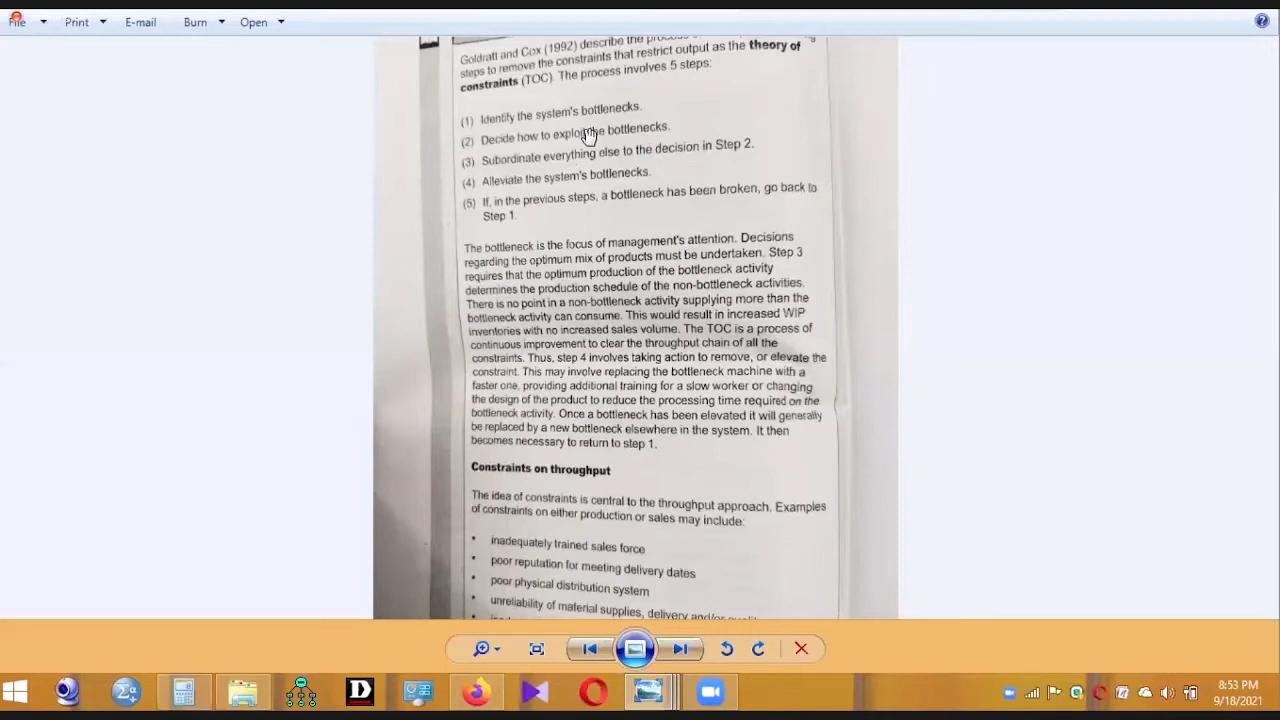 File Print E-mail Burn Open
Goldratt and Cox (1992) describe the process
steps to remove the constraints that restrict output as the theory of
constraints (TOC). The process involves 5 steps:
(1) Identify the system's bottlenecks.
(2) Decide how to exploit the bottlenecks.
(3) Subordinate everything else to the decision in Step 2.
(4) Alleviate the system's bottlenecks.
(5) If, in the previous steps, a bottleneck has been broken, go back to
Step 1.
The bottleneck is the focus of management's attention. Decisions
regarding the optimum mix of products must be undertaken. Step 3
requires that the optimum production of the bottleneck activity
determines the production schedule of the non-bottleneck activities.
There is no point in a non-bottleneck activity supplying more than the
bottleneck activity can consume. This would result in increased WIP
inventories with no increased sales volume. The TOC is a process of
continuous improvement to clear the throughput chain of all the
constraints. Thus, step 4 involves taking action to remove, or elevate the
constraint. This may involve replacing the bottleneck machine with a
faster one, providing additional training for a slow worker or changing
the design of the product to reduce the processing time required on the
bottleneck activity. Once a bottleneck has been elevated it will generally
be replaced by a new bottleneck elsewhere in the system. It then
becomes necessary to return to step 1.
Constraints on throughput
The idea of constraints is central to the throughput approach. Examples
of constraints on either production or sales may include:
• inadequately trained sales force
• poor reputation for meeting delivery dates
• poor physical distribution system
• unreliability of material supplies, delivery and/or
8:53 PM
9/18/2021